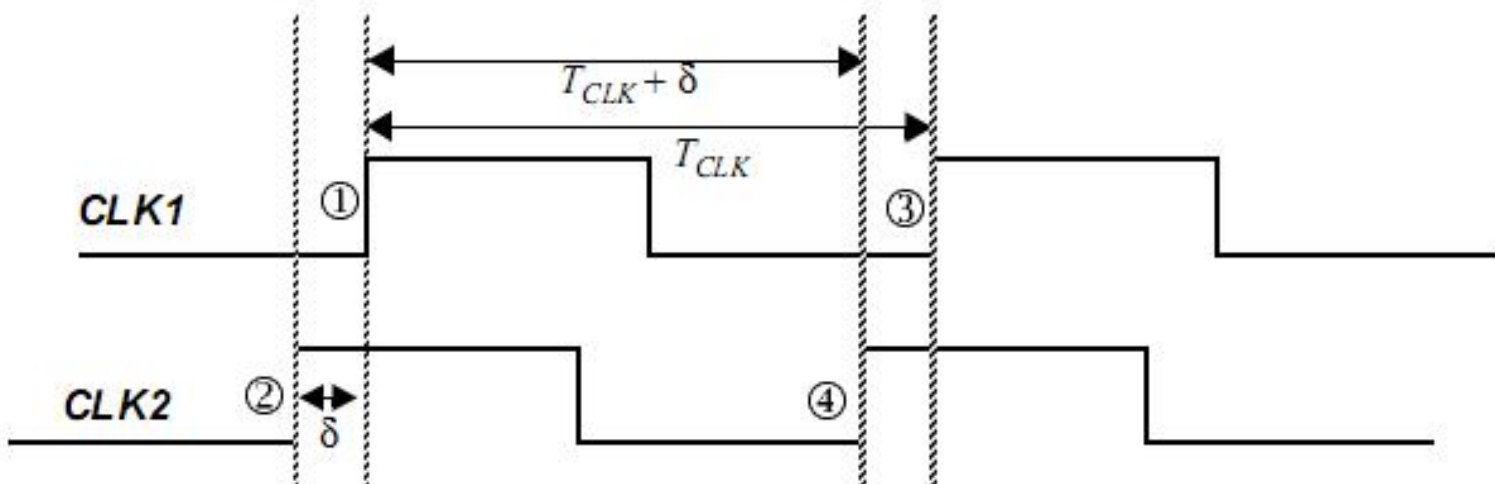 T_CLK + δ
T_CLK
CLK1 ① ③
CLK2 ② ④
δ